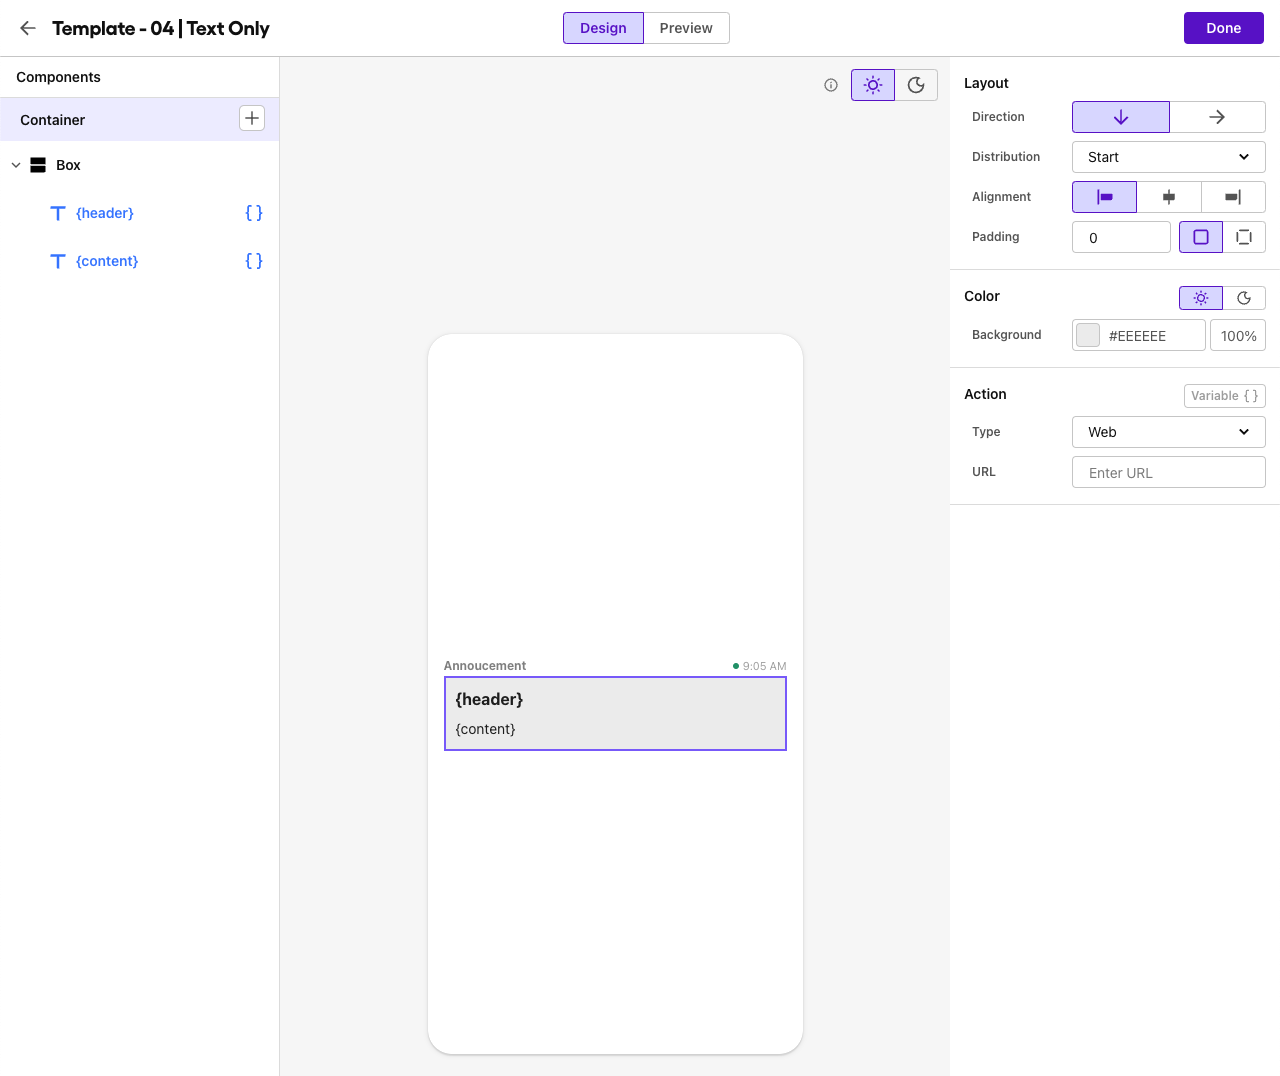 Template - 04 | Text Only
Design
Preview
Done
Components
Container
Box
{header}
{ }
{content}
{ }
Annoucement
9:05 AM
{header}
{content}
Layout
Direction
Distribution
Start
Alignment
Padding
0
Color
Background
#EEEEEE
100%
Action
Variable { }
Type
Web
URL
Enter URL